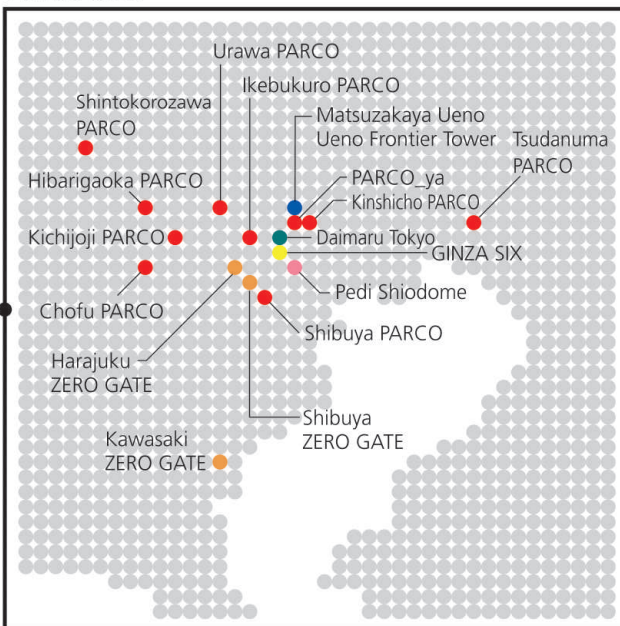 Urawa PARCO
Ikebukuro PARCO
Shintokorozawa
PARCO
Matsuzakaya Ueno
Ueno Frontier Tower
Tsudanuma
PARCO
Hibarigaoka PARCO
PARCO_ya
Kinshicho PARCO
Kichijoji PARCO
Daimaru Tokyo
GINZA SIX
Pedi Shiodome
Chofu PARCO
Shibuya PARCO
Harajuku
ZERO GATE
Shibuya
ZERO GATE
Kawasaki
ZERO GATE